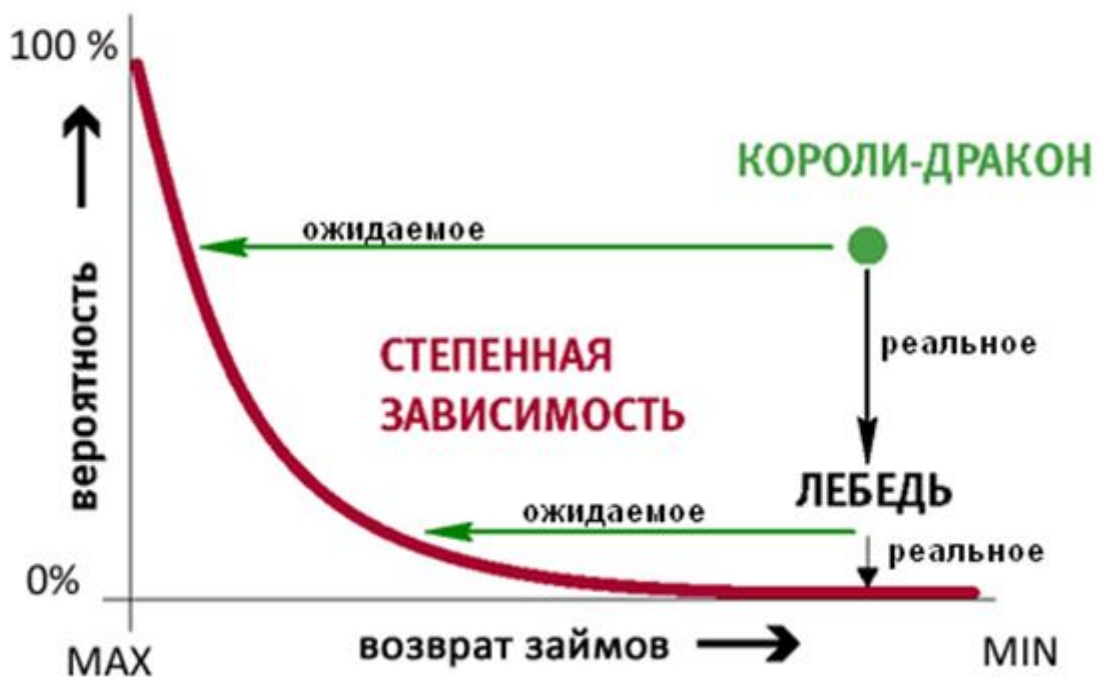 100 %
КОРОЛИ-ДРАКОН
ожидаемое
вероятность
реальное
СТЕПЕННАЯ
ЗАВИСИМОСТЬ
ЛЕБЕДЬ
ожидаемое
реальное
0%
возврат займов
MAX
MIN